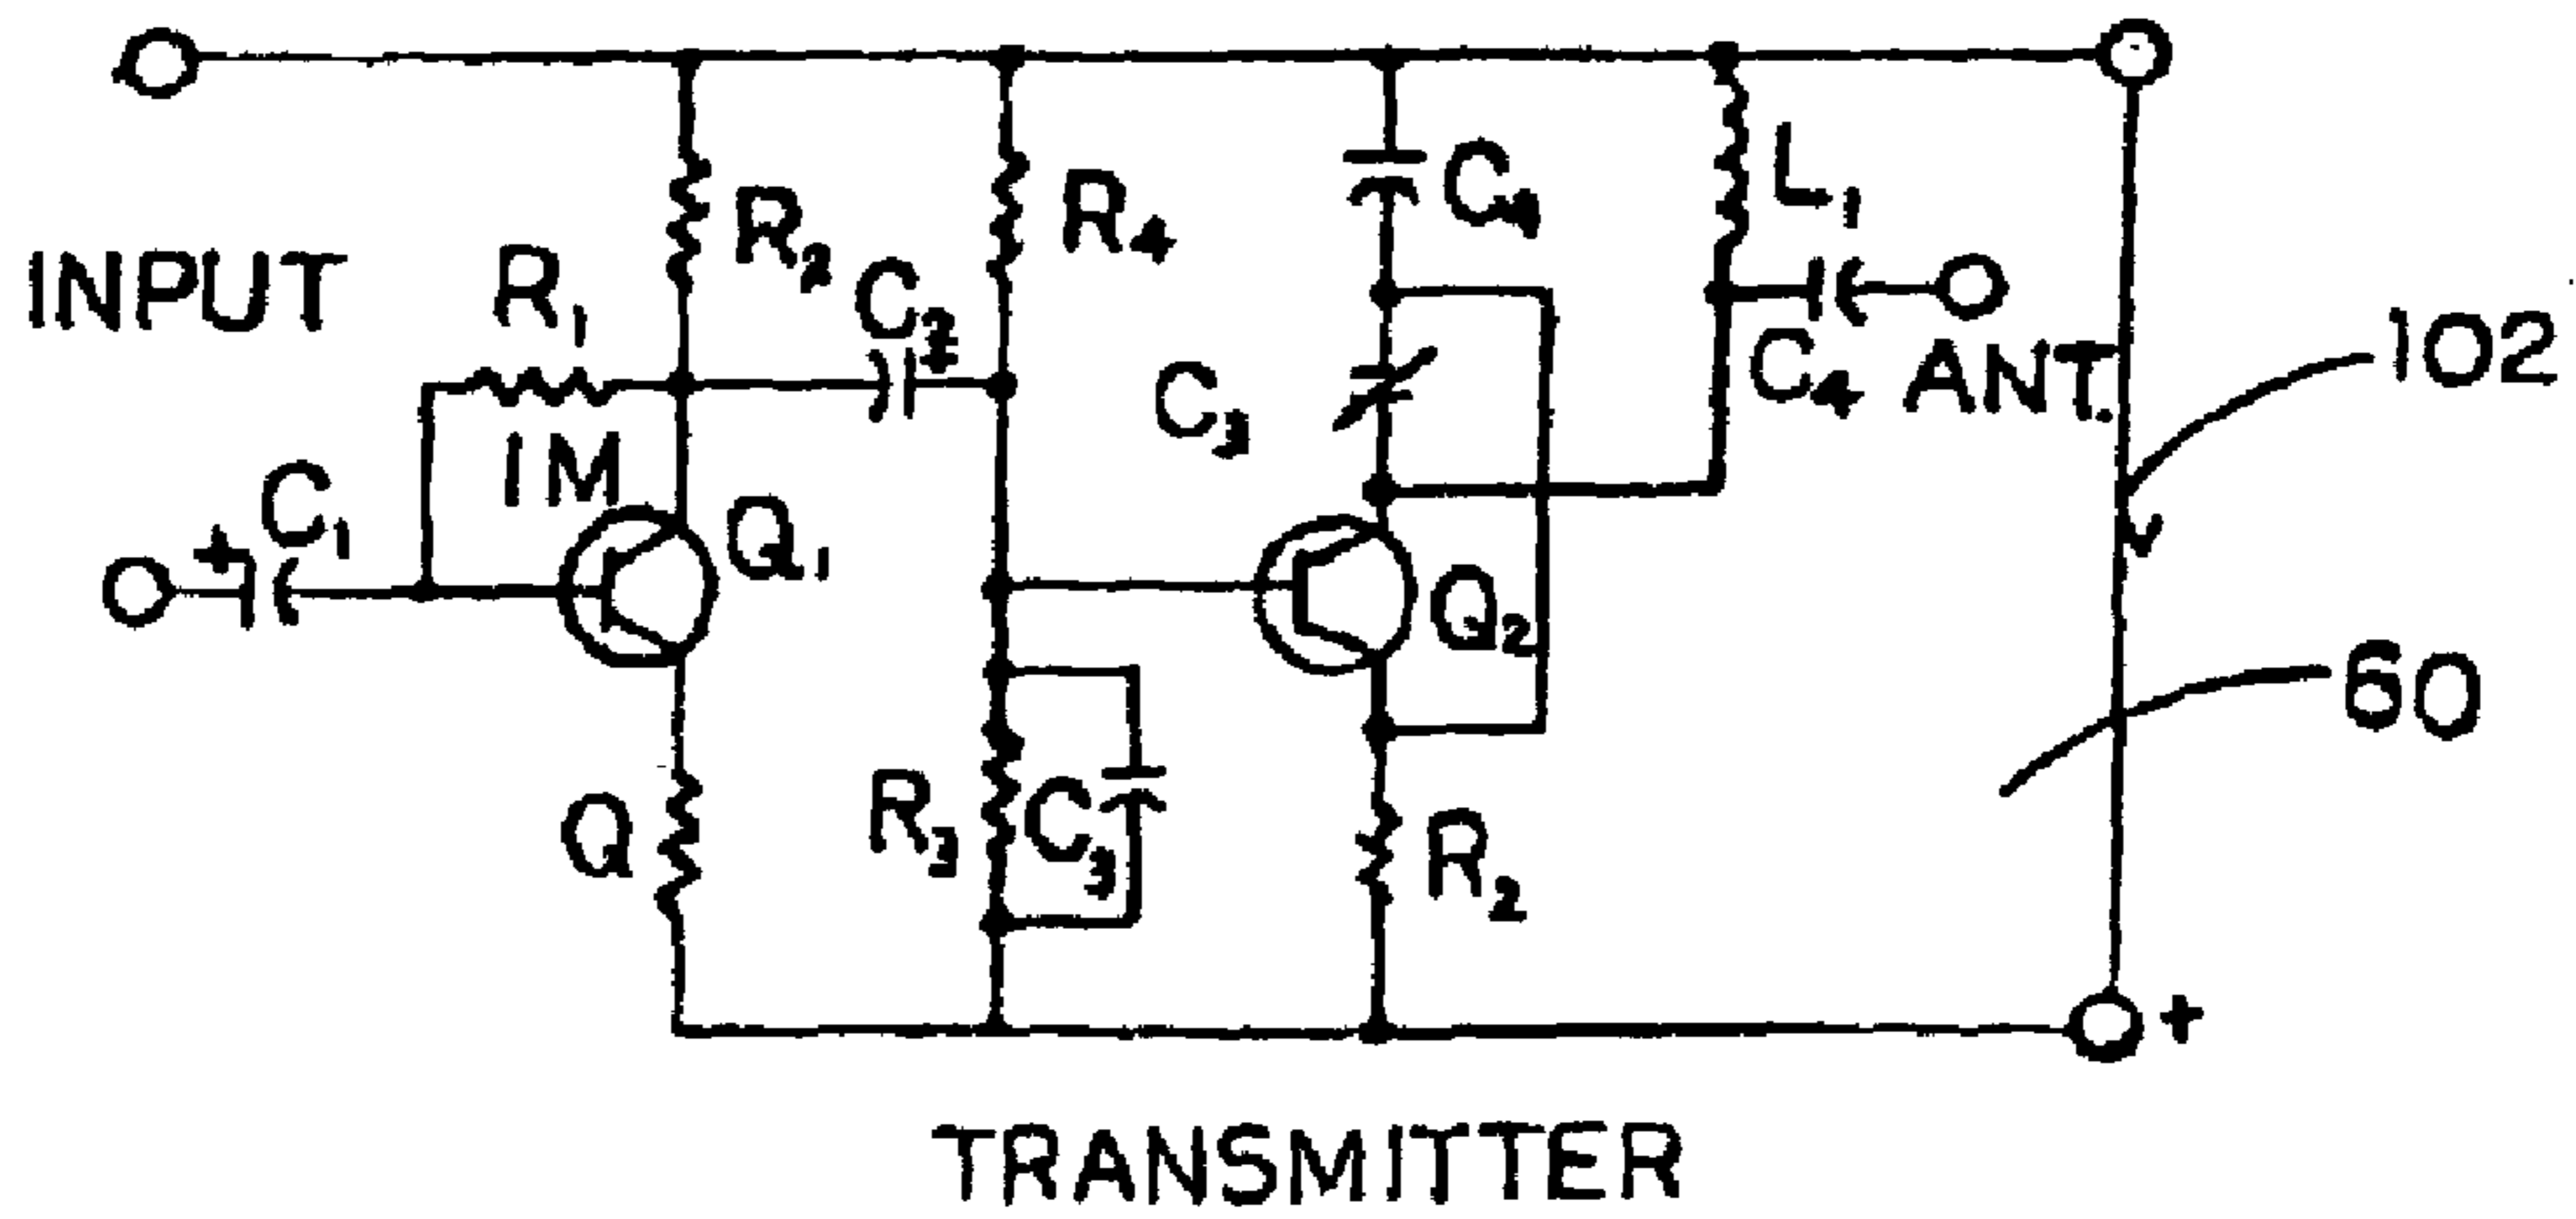 INPUT
R₁
1M
R₂
C₂
+
R₄
C₄
L₁
C₄ ANT.
102
C₃
+
C₁
Q₁
Q₂
60
Q
R₃
C₃
R₂
+
TRANSMITTER